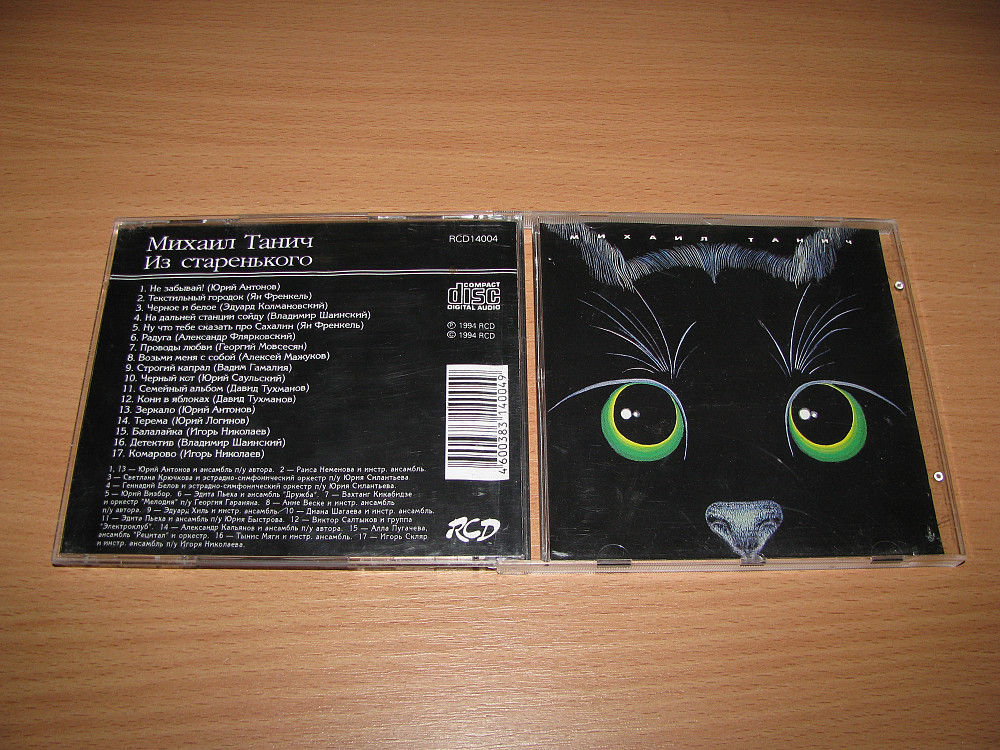 Михаил Танич
Из старенького
RCD14004
1. Не забывай! (Юрий Антонов)
2. Текстильный городок (Ян Френкель)
3. Черное и белое (Эдуард Колмановский)
4. На дальней станции сойду (Владимир Шаинский)
5. Ну что тебе сказать про Сахалин (Ян Френкель)
6. Радуга (Александр Флярковский)
7. Проводы любви (Георгий Мовсесян)
8. Возьми меня с собой (Алексей Мажуков)
9. Строгий капрал (Вадим Гамалия)
10. Черный кот (Юрий Саульский)
11. Семейный альбом (Давид Тухманов)
12. Кони в яблоках (Давид Тухманов)
13. Зеркало (Юрий Антонов)
14. Терема (Юрий Логинов)
15. Балалайка (Игорь Николаев)
16. Детектив (Владимир Шаинский)
17. Комарово (Игорь Николаев)
1, 13 — Юрий Антонов и ансамбль п/у автора. 2 — Раиса Неменова и инстр. ансамбль.
3 — Светлана Крючкова и эстрадно-симфонический оркестр п/у Юрия Силантьева
4 — Геннадий Белов и эстрадно-симфонический оркестр п/у Юрия Силантьева.
5 — Юрий Визбор. 6 — Эдита Пьеха и ансамбль "Дружба". 7 — Вахтанг Кикабидзе
и оркестр "Мелодия" п/у Георгия Гараняна. 8 — Анне Веске и инстр. ансамбль
п/у автора. 9 — Эдуард Хиль и инстр. ансамбль. 10 — Диана Шагаева и инстр. ансамбль.
11 — Эдита Пьеха и ансамбль п/у Юрия Быстрова. 12 — Виктор Салтыков и группа
"Электроклуб". 14 — Александр Кальянов и ансамбль п/у автора. 15 — Алла Пугачева,
ансамбль "Рецитал" и оркестр. 16 — Тынис Мяги и инстр. ансамбль. 17 — Игорь Скляр
и инстр. ансамбль п/у Игоря Николаева.
COMPACT
disc
DIGITAL AUDIO
Ⓟ 1994 RCD
© 1994 RCD
4"600383"140049
RCD
МИХАИЛ ТАНИЧ